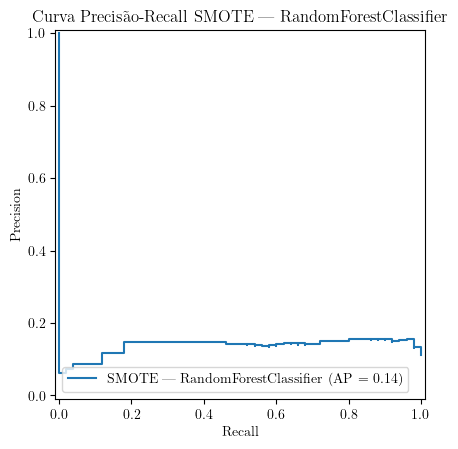 Curva Precisão-Recall SMOTE — RandomForestClassifier
1.0
0.8
0.6
0.4
0.2
0.0
Precision
SMOTE — RandomForestClassifier (AP = 0.14)
0.0 0.2 0.4 0.6 0.8 1.0
Recall